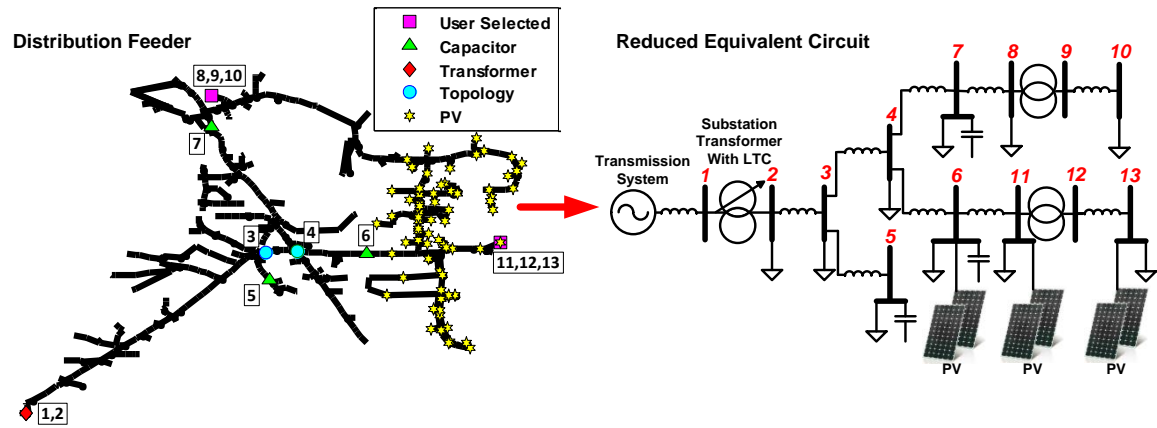 Distribution Feeder
User Selected
Capacitor
Transformer
Topology
PV
8,9,10
7
3
4
6
5
11,12,13
1,2
Reduced Equivalent Circuit
Transmission
System
Substation
Transformer
With LTC
1
2
3
4
5
6
7
8
9
10
11
12
13
PV
PV
PV